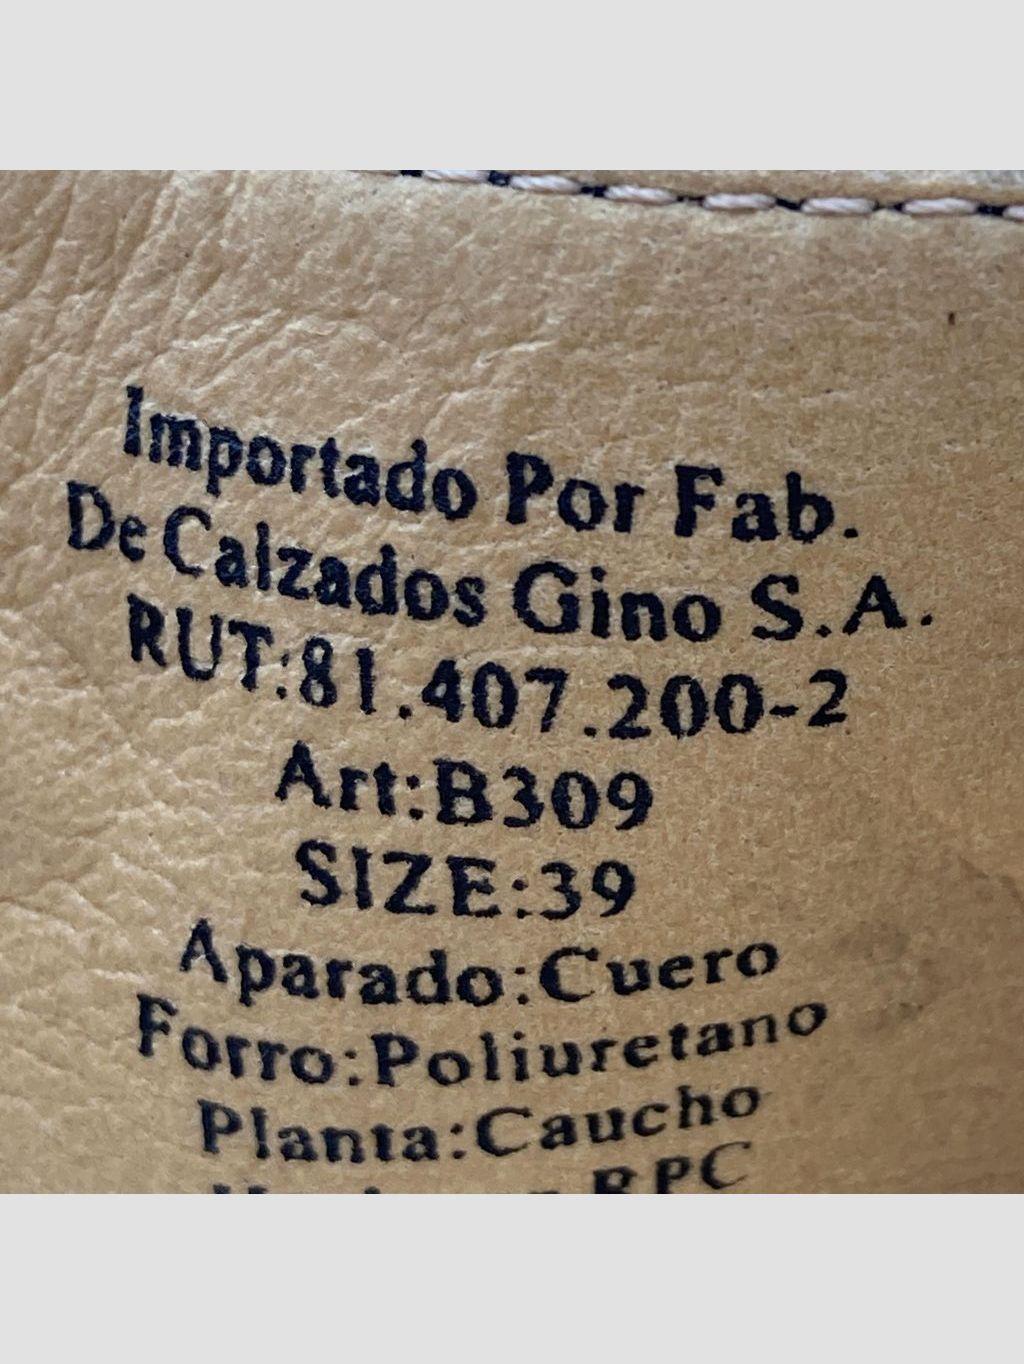 Importado Por Fab.
De Calzados Gino S.A.
RUT:81.407.200-2
Art:B309
SIZE:39
Aparado:Cuero
Forro:Poliuretano
Planta:Caucho
RPC